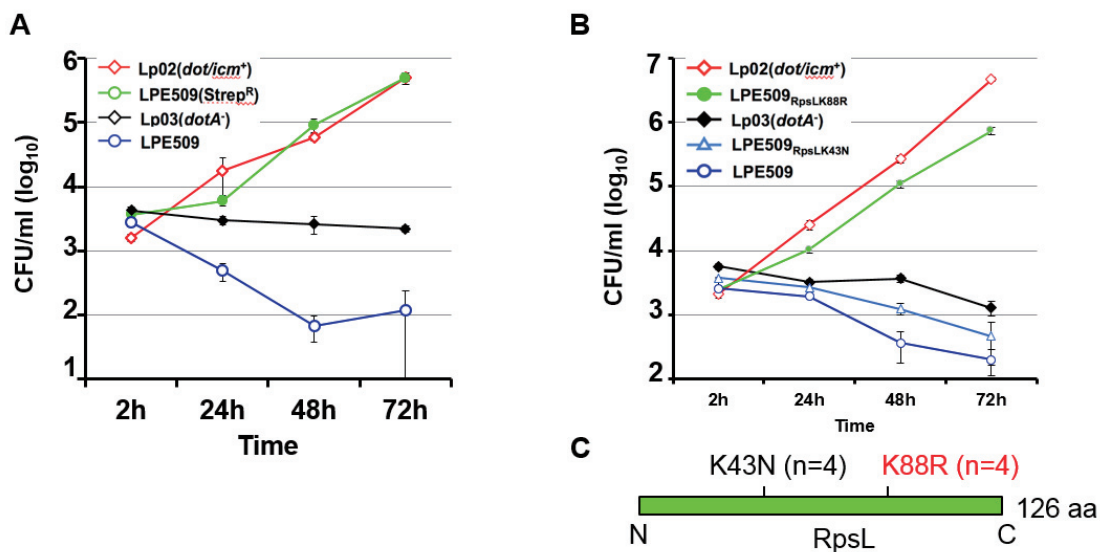 A
6
5
4
3
2
1
CFU/ml (log10)
Lp02(dot/icm+)
LPE509(StrepR)
Lp03(dotA-)
LPE509
2h 24h 48h 72h
Time
B
7
6
5
4
3
2
CFU/ml (log10)
Lp02(dot/icm+)
LPE509RpsLK88R
Lp03(dotA-)
LPE509RpsLK43N
LPE509
2h 24h 48h 72h
Time
C
K43N (n=4) K88R (n=4)
126 aa
N RpsL C